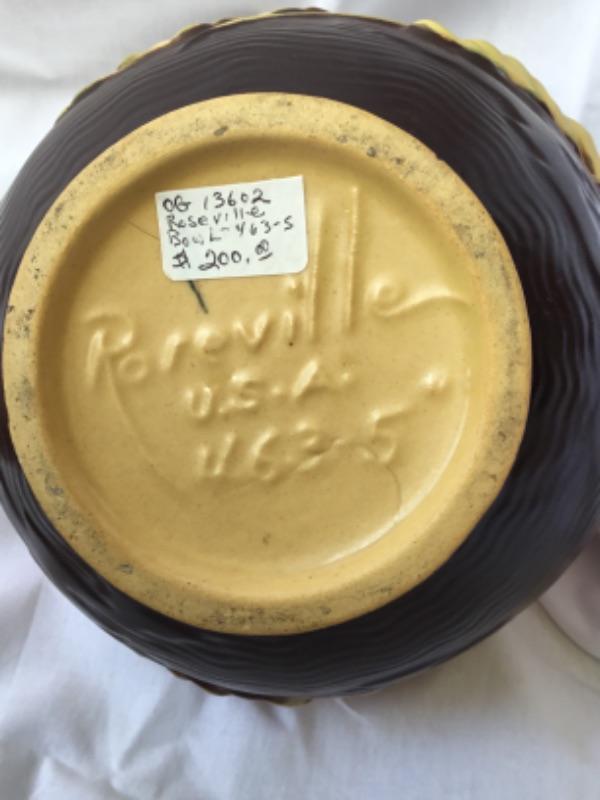 OG 13602
Roseville
Bowl - 463-5
$ 200.00
Roseville
U.S.A.
463-5"